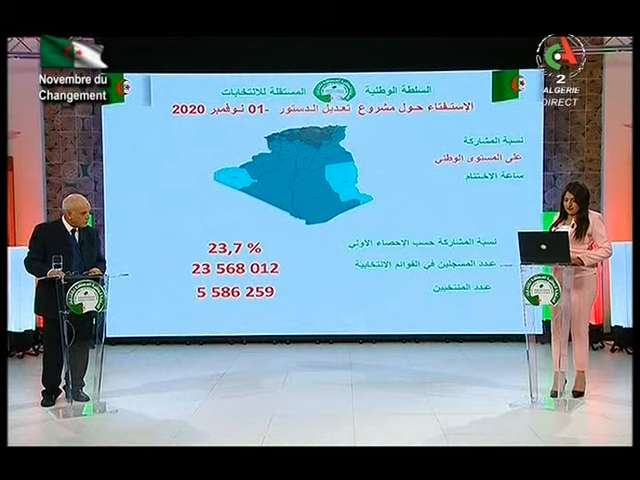 Novembre du
Changement
2
ALGERIE
DIRECT
السلطة الوطنية المستقلة للانتخابات
الإستفتاء حول مشروع تعديل الدستور -01 نوفمبر 2020
نسبة المشاركة
على المستوى الوطني
ساعة الاختتام
نسبة المشاركة حسب الإحصاء الأولي
23,7 %
عدد المسجلين في القوائم الانتخابية
23 568 012
عدد المنتخبين
5 586 259